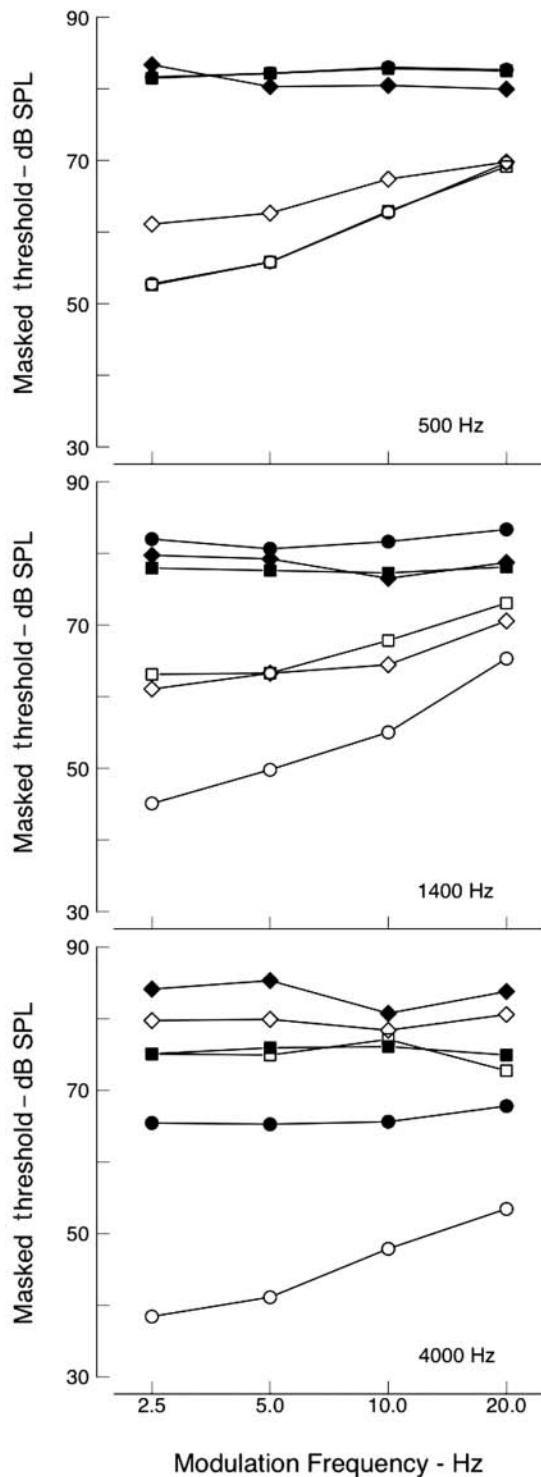 90
70
50
30
Masked threshold – dB SPL
500 Hz
90
70
50
30
Masked threshold – dB SPL
1400 Hz
90
70
50
30
Masked threshold – dB SPL
4000 Hz
2.5 5.0 10.0 20.0
Modulation Frequency - Hz